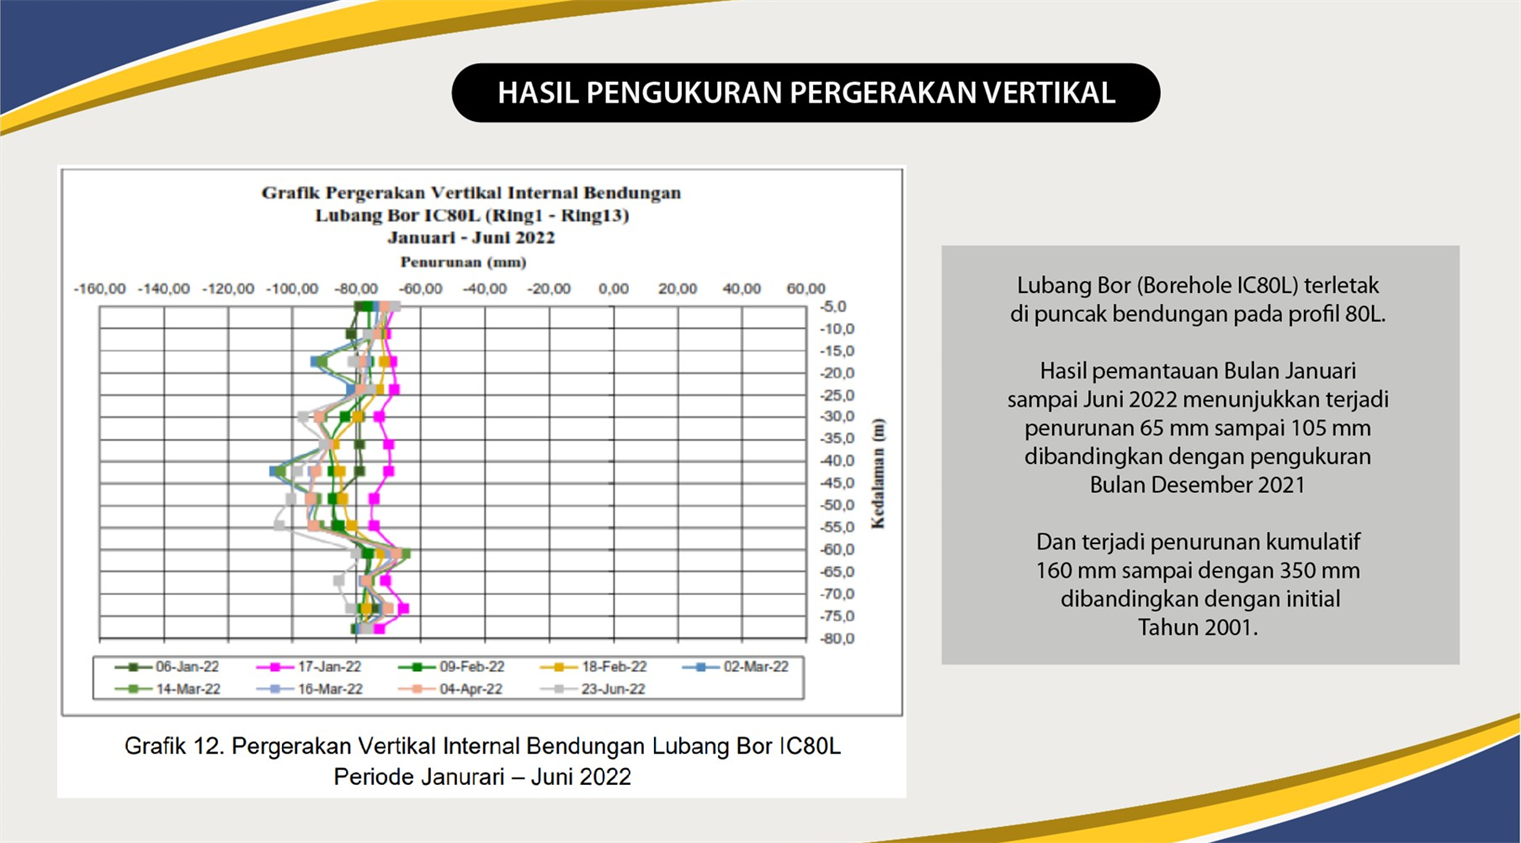 HASIL PENGUKURAN PERGERAKAN VERTIKAL
Grafik Pergerakan Vertikal Internal Bendungan
Lubang Bor IC80L (Ring1 - Ring13)
Januari - Juni 2022
Penurunan (mm)
-160,00 -140,00 -120,00 -100,00 -80,00 -60,00 -40,00 -20,00 0,00 20,00 40,00 60,00
-5,0
-10,0
-15,0
-20,0
-25,0
-30,0
-35,0
-40,0
-45,0
-50,0
-55,0
-60,0
-65,0
-70,0
-75,0
-80,0
Kedalaman (m)
06-Jan-22 17-Jan-22 09-Feb-22 18-Feb-22 02-Mar-22
14-Mar-22 16-Mar-22 04-Apr-22 23-Jun-22
Grafik 12. Pergerakan Vertikal Internal Bendungan Lubang Bor IC80L
Periode Janurari – Juni 2022
Lubang Bor (Borehole IC80L) terletak
di puncak bendungan pada profil 80L.
Hasil pemantauan Bulan Januari
sampai Juni 2022 menunjukkan terjadi
penurunan 65 mm sampai 105 mm
dibandingkan dengan pengukuran
Bulan Desember 2021
Dan terjadi penurunan kumulatif
160 mm sampai dengan 350 mm
dibandingkan dengan initial
Tahun 2001.